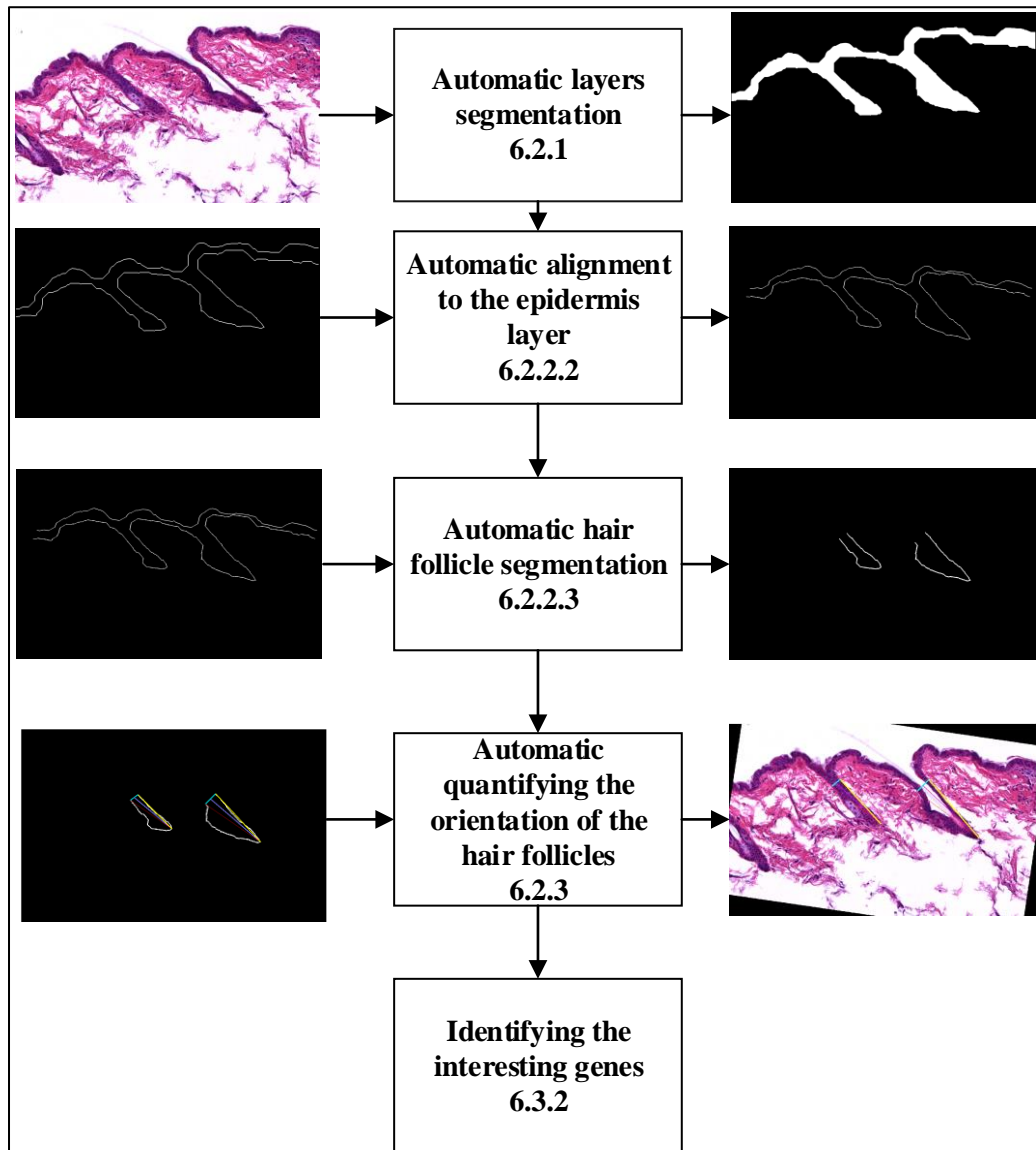 Automatic layers
segmentation
6.2.1
Automatic alignment
to the epidermis
layer
6.2.2.2
Automatic hair
follicle segmentation
6.2.2.3
Automatic
quantifying the
orientation of the
hair follicles
6.2.3
Identifying the
interesting genes
6.3.2